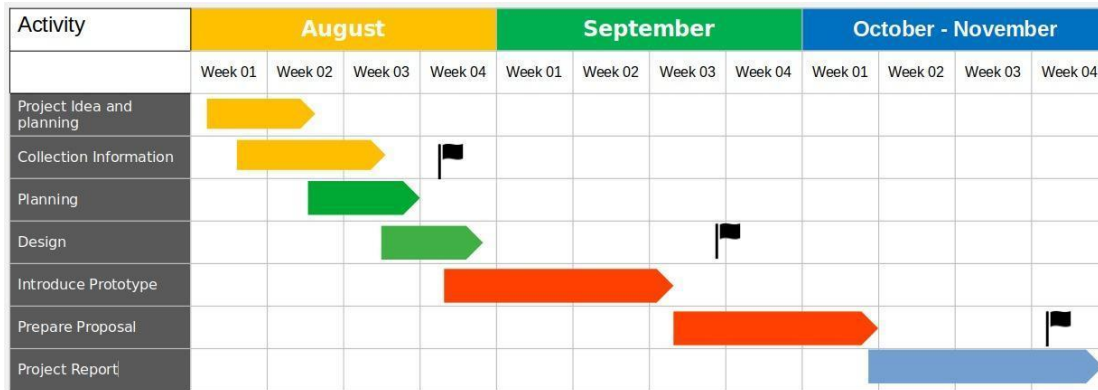 Activity
August
September
October - November
Week 01
Week 02
Week 03
Week 04
Week 01
Week 02
Week 03
Week 04
Week 01
Week 02
Week 03
Week 04
Project Idea and
planning
Collection Information
Planning
Design
Introduce Prototype
Prepare Proposal
Project Report